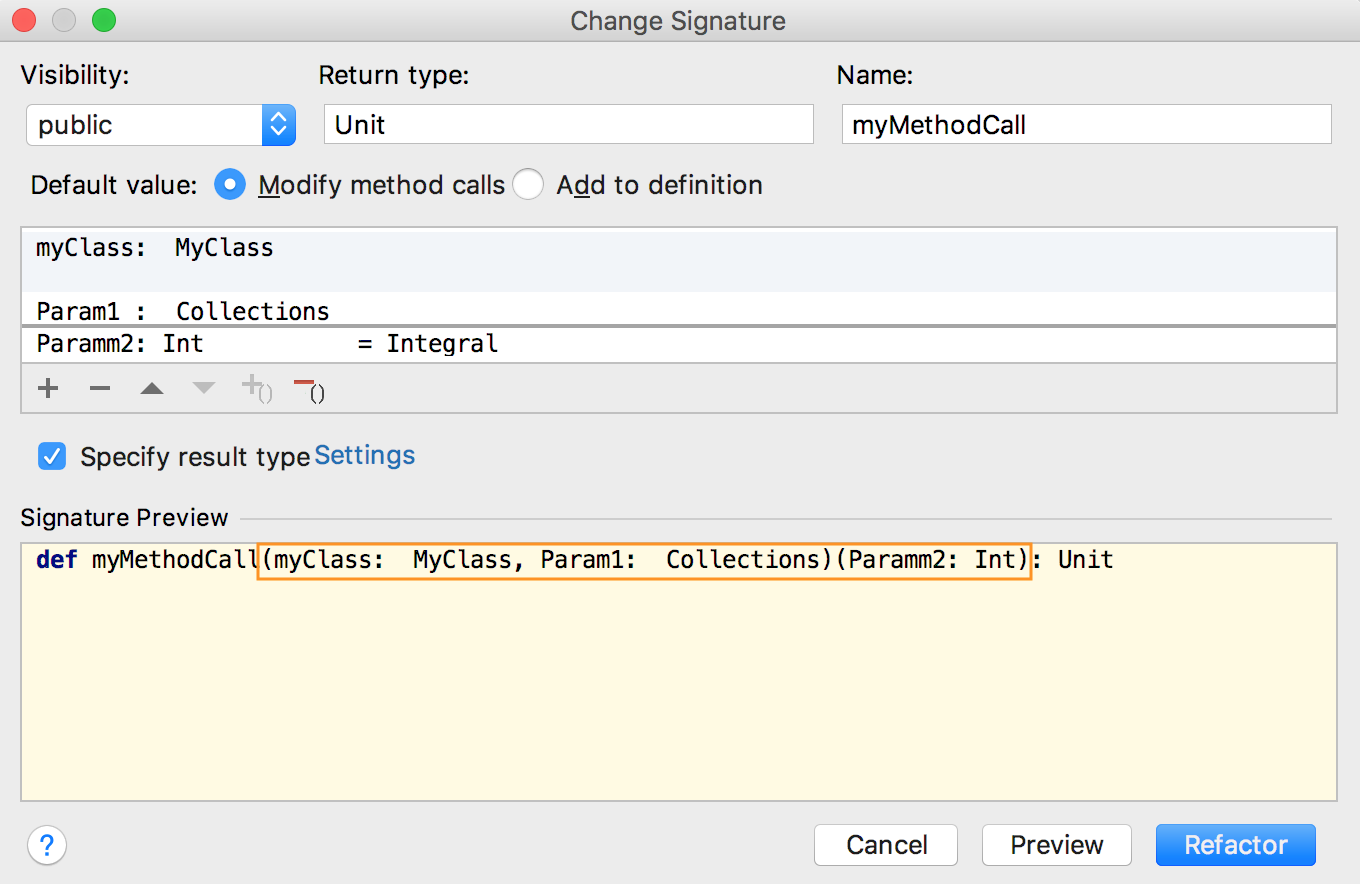 Change Signature
Visibility: Return type: Name:
public Unit myMethodCall
Default value: Modify method calls Add to definition
myClass:  MyClass
Param1 :  Collections
Paramm2: Int           = Integral
+ − +() −()
Specify result type Settings
Signature Preview
def myMethodCall(myClass:  MyClass, Param1:  Collections)(Paramm2: Int): Unit
? Cancel Preview Refactor